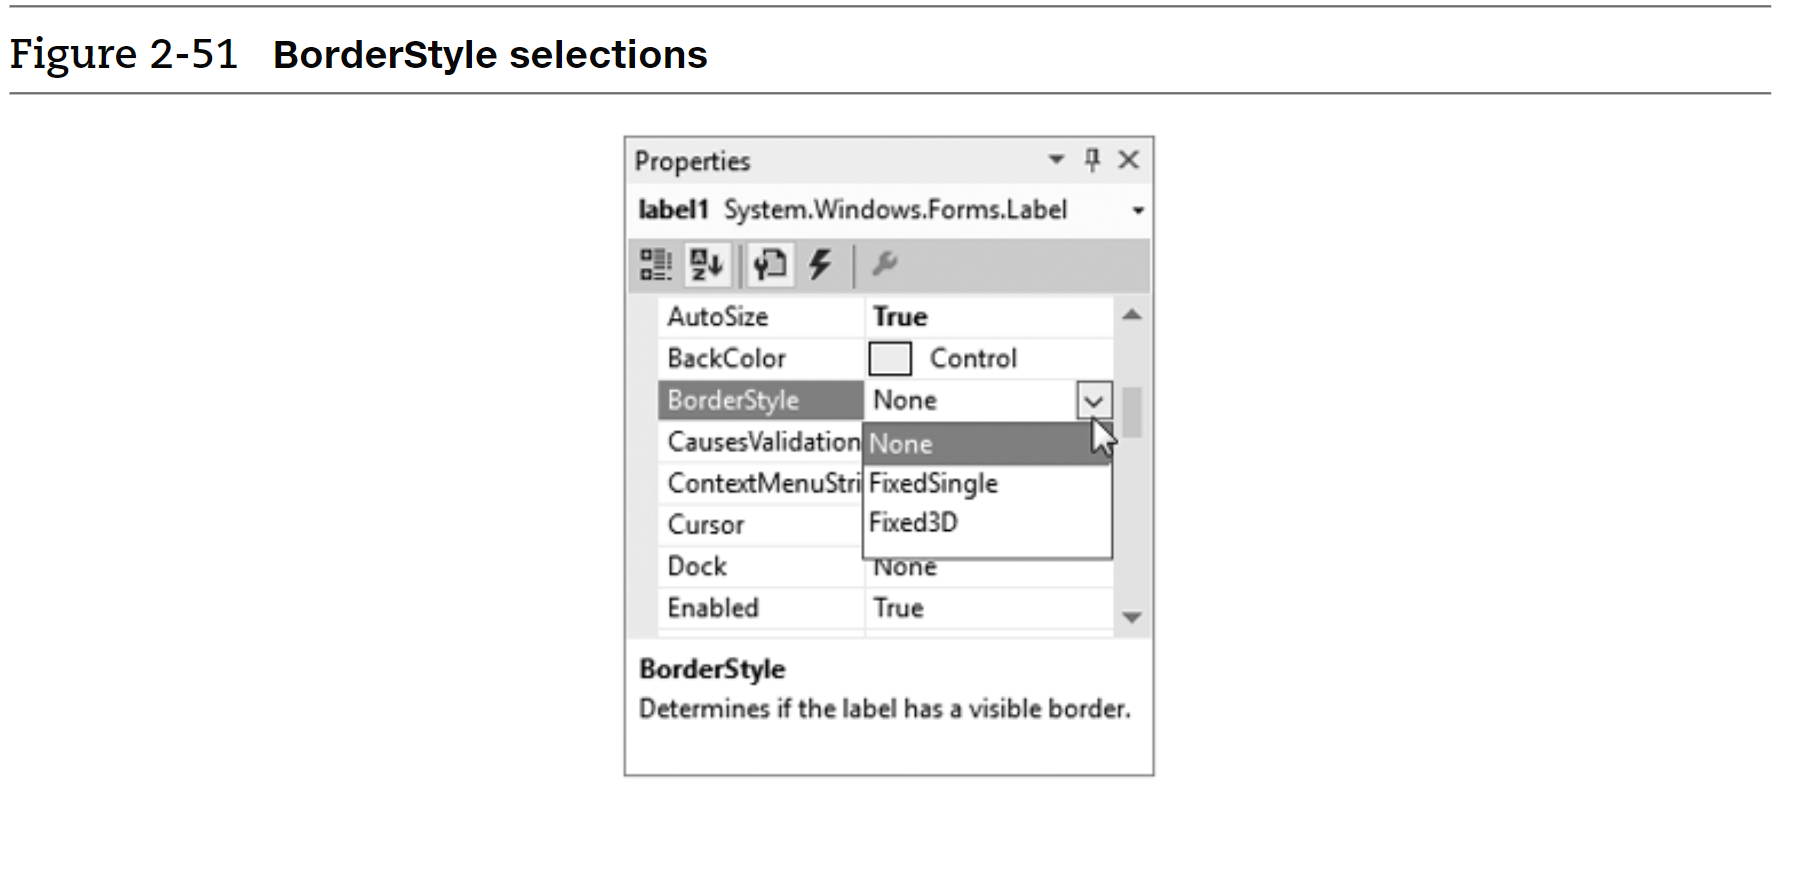 Figure 2-51 BorderStyle selections
Properties
label1 System.Windows.Forms.Label
AutoSize True
BackColor Control
BorderStyle None
CausesValidation None
ContextMenuStri FixedSingle
Cursor Fixed3D
Dock None
Enabled True
BorderStyle
Determines if the label has a visible border.